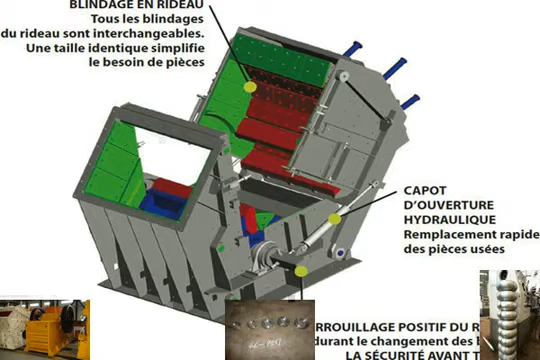 BLINDAGE EN RIDEAU
Tous les blindages
du rideau sont interchangeables.
Une taille identique simplifie
le besoin de pièces
CAPOT
D'OUVERTURE
HYDRAULIQUE
Remplacement rapide
des pièces usées
RROUILLAGE POSITIF DU R
durant le changement des
LA SÉCURITÉ AVANT T